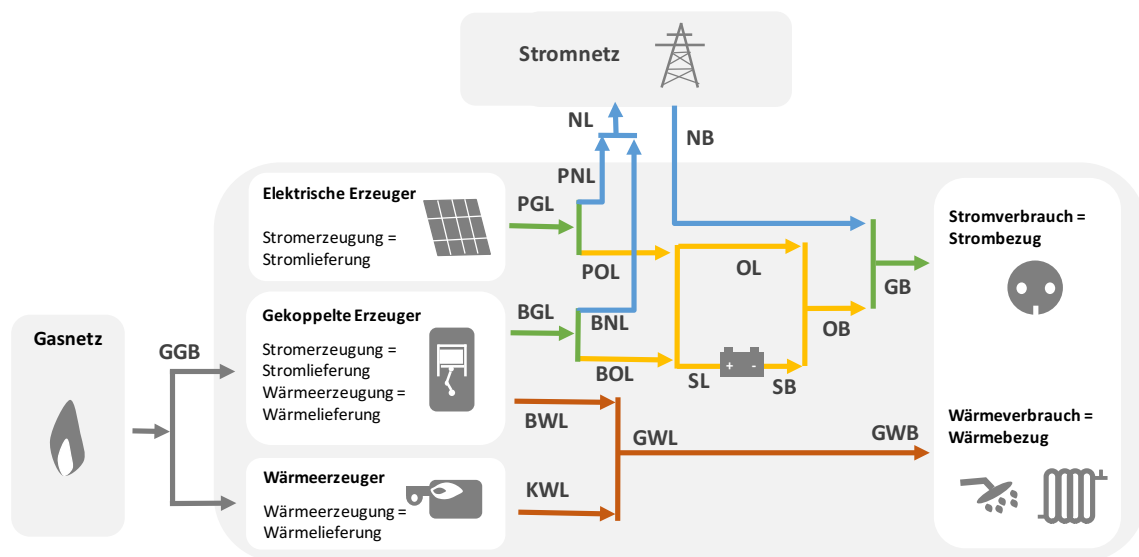 Stromnetz
NL
NB
PNL
Elektrische Erzeuger
PGL
Stromerzeugung =
Stromlieferung
POL
OL
Stromverbrauch =
Strombezug
GB
Gekoppelte Erzeuger
BGL
BNL
OB
Stromerzeugung =
Stromlieferung
Wärmeerzeugung =
Wärmelieferung
BOL
SL
+ -
SB
Gasnetz
GGB
BWL
GWL
GWB
Wärmeverbrauch =
Wärmebezug
Wärmeerzeuger
KWL
Wärmeerzeugung =
Wärmelieferung